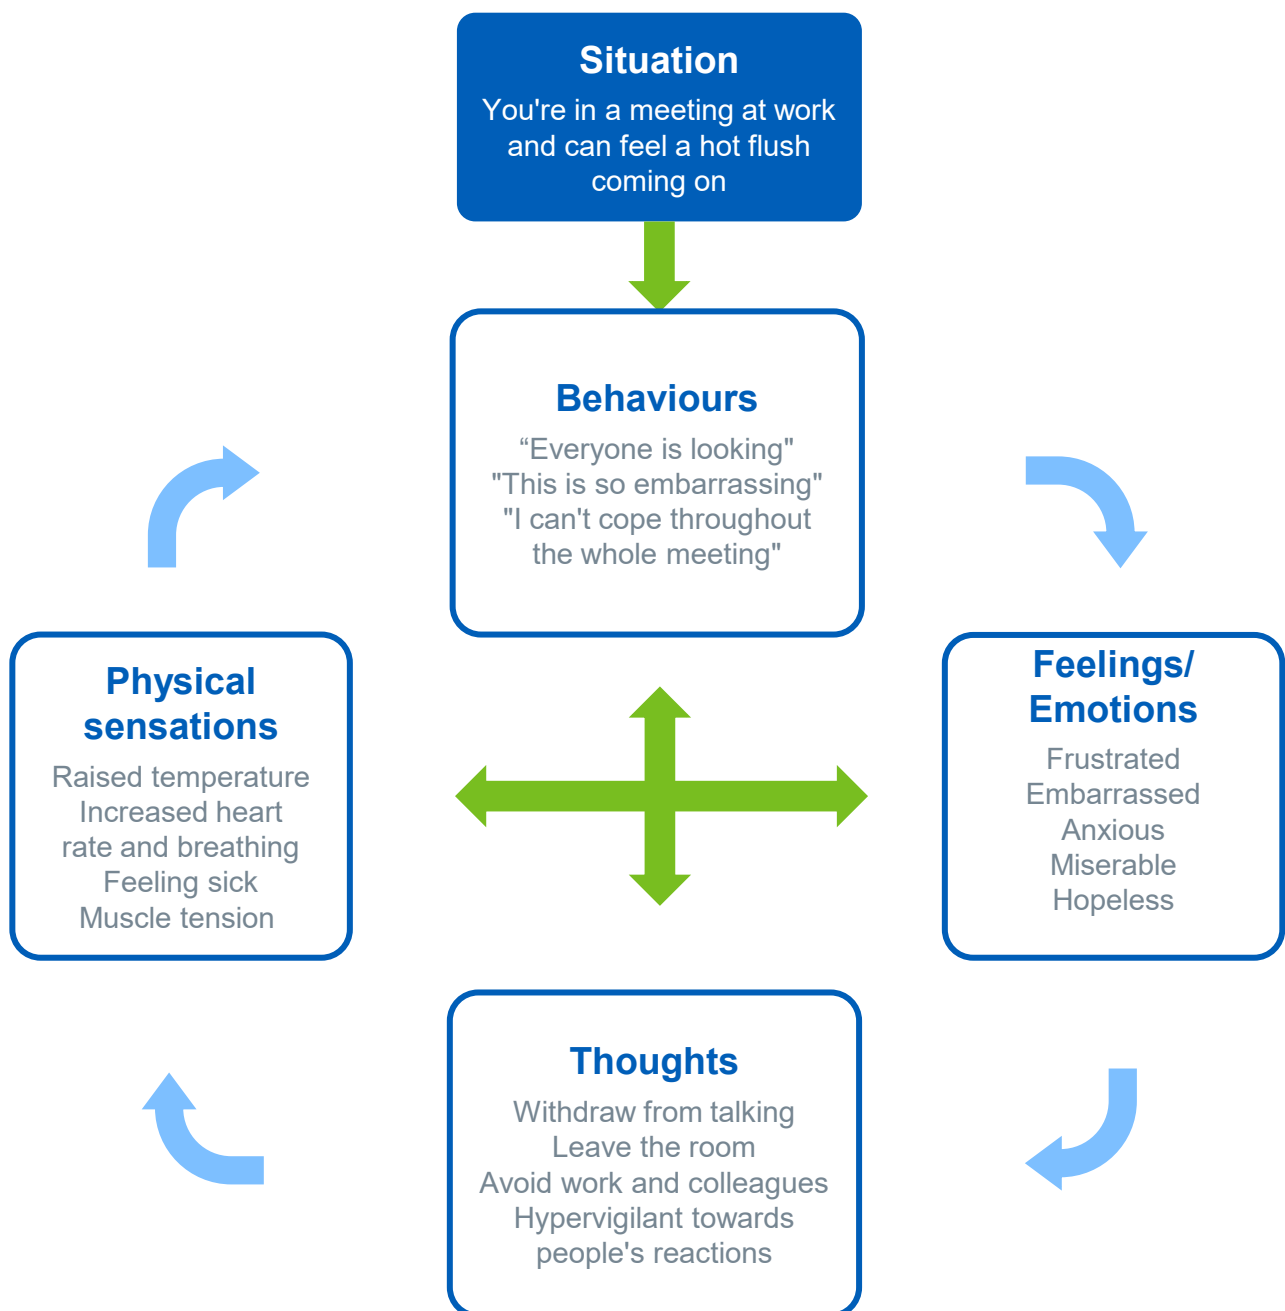 Situation
You're in a meeting at work
and can feel a hot flush
coming on
Behaviours
“Everyone is looking"
"This is so embarrassing"
"I can't cope throughout
the whole meeting"
Physical
sensations
Raised temperature
Increased heart
rate and breathing
Feeling sick
Muscle tension
Feelings/
Emotions
Frustrated
Embarrassed
Anxious
Miserable
Hopeless
Thoughts
Withdraw from talking
Leave the room
Avoid work and colleagues
Hypervigilant towards
people's reactions